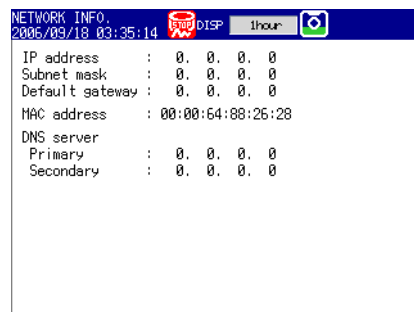 NETWORK INFO.
2006/09/18 03:35:14 STOP DISP 1hour
IP address : 0. 0. 0. 0
Subnet mask : 0. 0. 0. 0
Default gateway : 0. 0. 0. 0
MAC address : 00:00:64:88:26:28
DNS server
Primary : 0. 0. 0. 0
Secondary : 0. 0. 0. 0